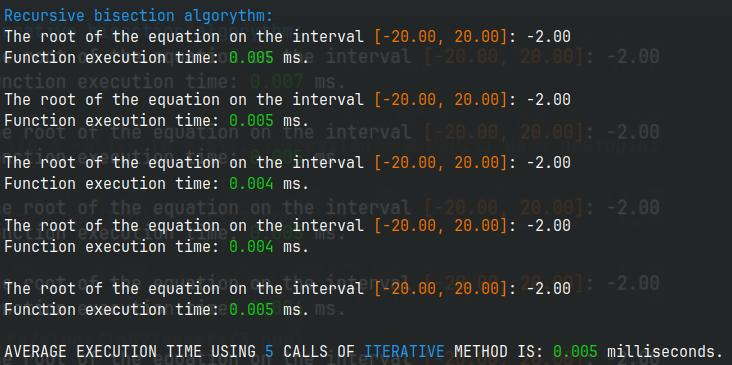 Recursive bisection algorythm:
The root of the equation on the interval [-20.00, 20.00]: -2.00
Function execution time: 0.005 ms.
The root of the equation on the interval [-20.00, 20.00]: -2.00
Function execution time: 0.005 ms.
The root of the equation on the interval [-20.00, 20.00]: -2.00
Function execution time: 0.004 ms.
The root of the equation on the interval [-20.00, 20.00]: -2.00
Function execution time: 0.004 ms.
The root of the equation on the interval [-20.00, 20.00]: -2.00
Function execution time: 0.005 ms.
AVERAGE EXECUTION TIME USING 5 CALLS OF ITERATIVE METHOD IS: 0.005 milliseconds.